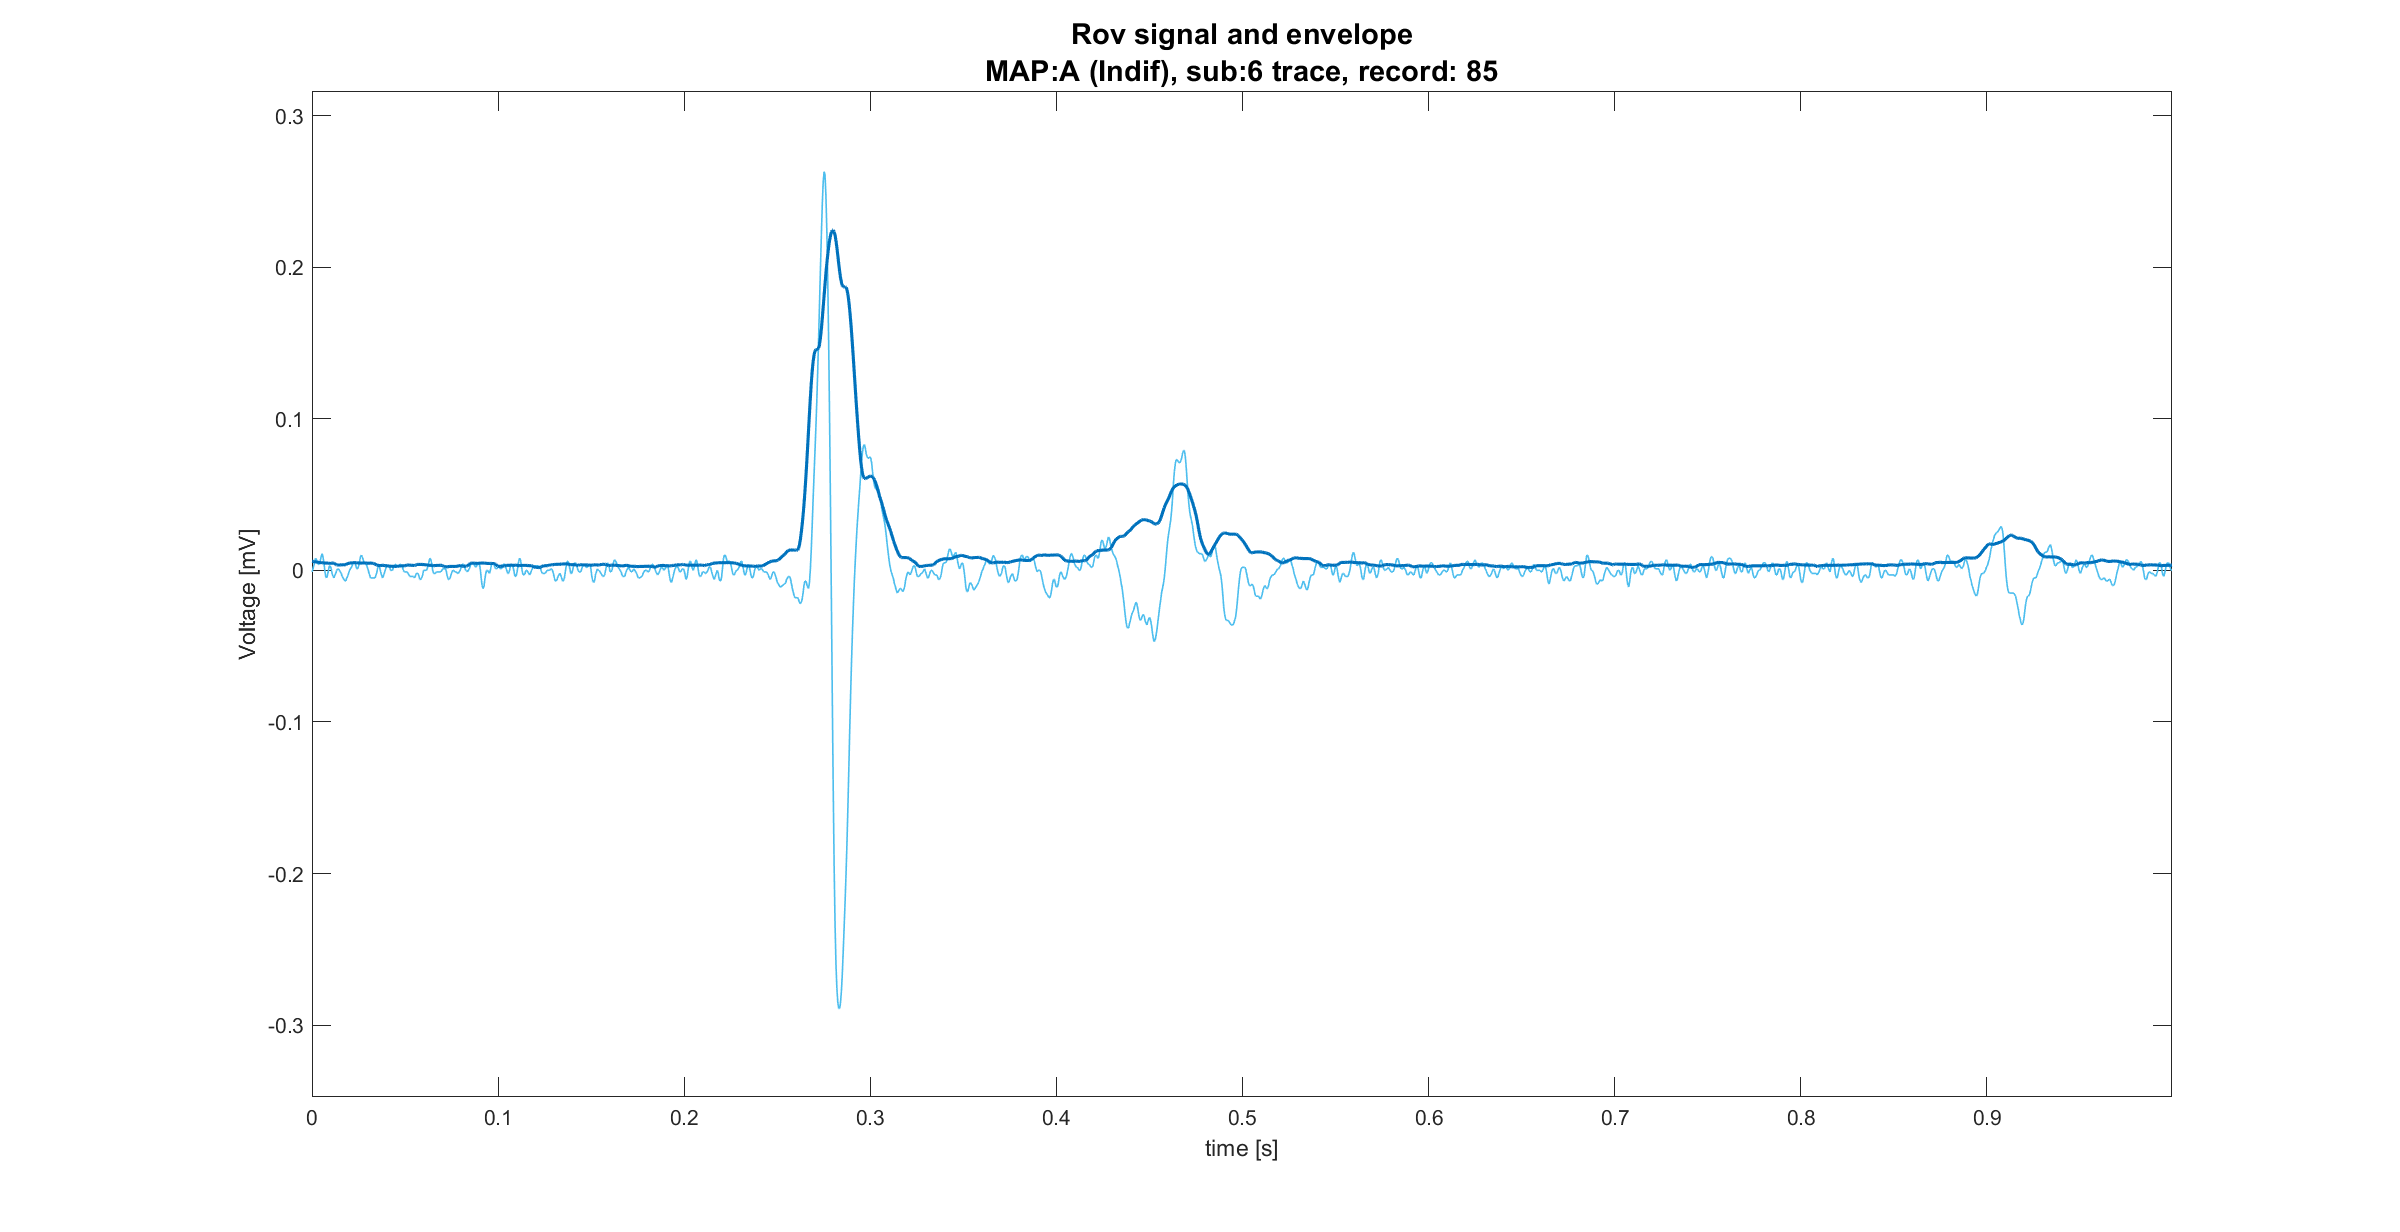 Rov signal and envelope
MAP:A (Indif), sub:6 trace, record: 85
0.3
0.2
0.1
0
-0.1
-0.2
-0.3
Voltage [mV]
0 0.1 0.2 0.3 0.4 0.5 0.6 0.7 0.8 0.9
time [s]